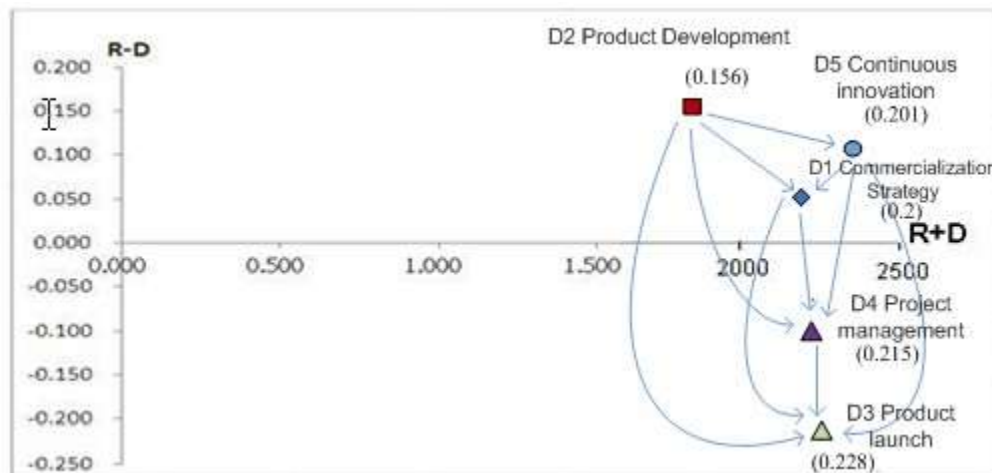 D2 Product Development
R-D
(0.156)
D5 Continuous
innovation
(0.201)
0.200
0.150
0.100
D1 Commercialization
Strategy
(0.2)
0.050
0.000
R+D
0.000
0.500
1.000
1.500
2000
2500
-0.050
D4 Project
management
(0.215)
-0.100
-0.150
-0.200
D3 Product
launch
(0.228)
-0.250